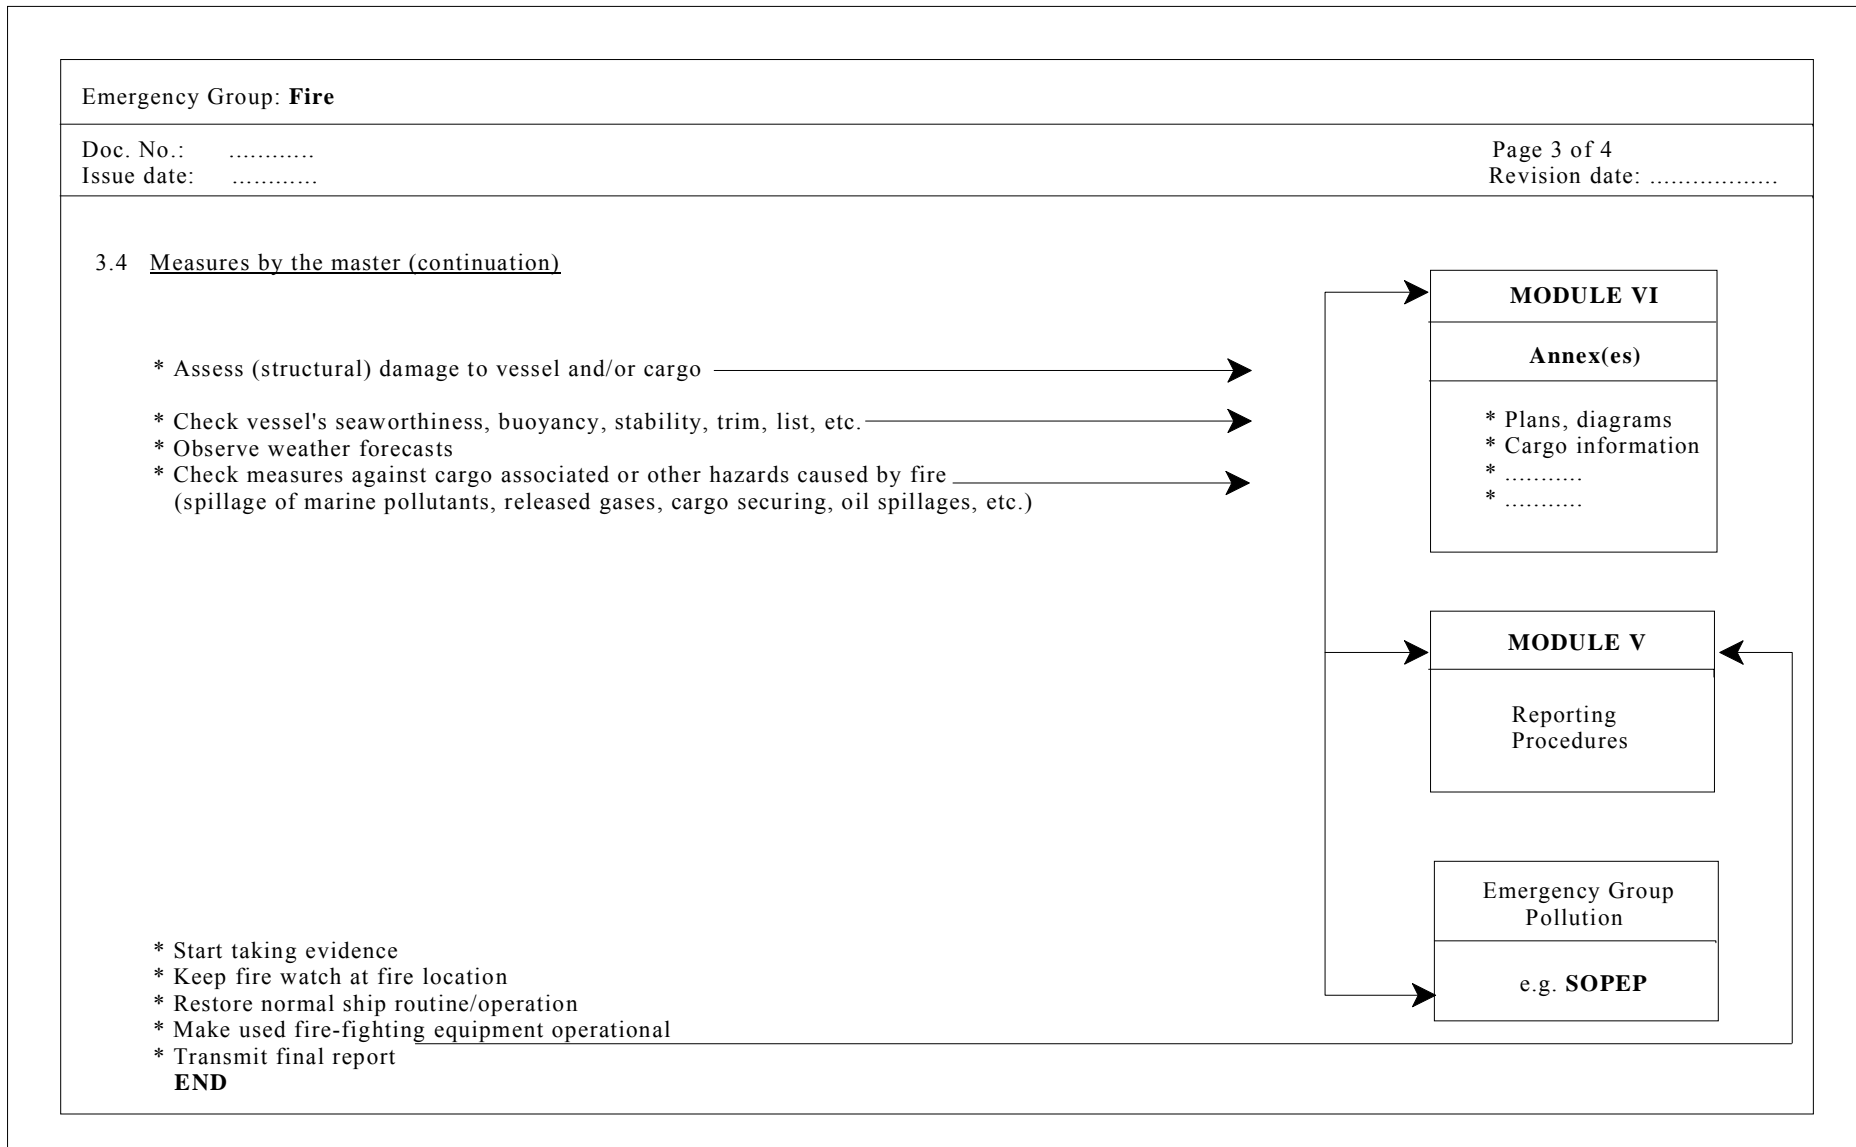 Emergency Group: Fire
Doc. No.: ............
Issue date: ............
Page 3 of 4
Revision date: ..................
3.4 Measures by the master (continuation)
* Assess (structural) damage to vessel and/or cargo
* Check vessel's seaworthiness, buoyancy, stability, trim, list, etc.
* Observe weather forecasts
* Check measures against cargo associated or other hazards caused by fire
(spillage of marine pollutants, released gases, cargo securing, oil spillages, etc.)
* Start taking evidence
* Keep fire watch at fire location
* Restore normal ship routine/operation
* Make used fire-fighting equipment operational
* Transmit final report
END
MODULE VI
Annex(es)
* Plans, diagrams
* Cargo information
* ...........
* ...........
MODULE V
Reporting
Procedures
Emergency Group
Pollution
e.g. SOPEP